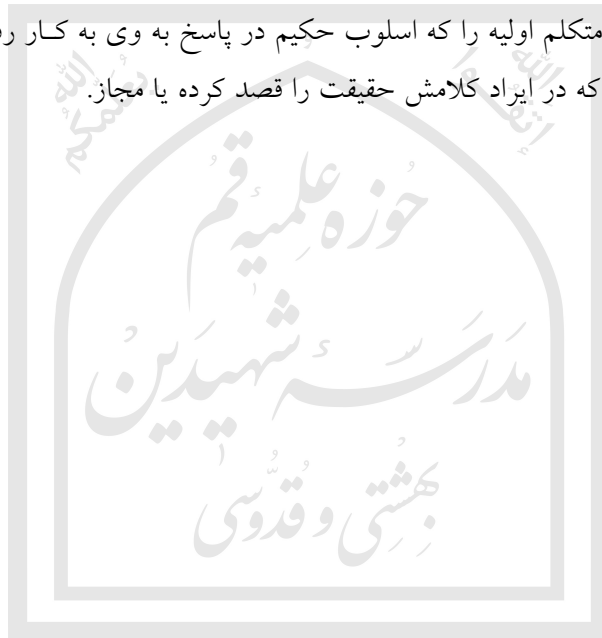 متکلم اولیه را که اسلوب حکیم در پاسخ به وی به کـار
که در ایراد کلامش حقیقت را قصد کرده یا مجاز.
حوزه علمیه قم
مدرسه شهیدین
بهشتی و قدوسی